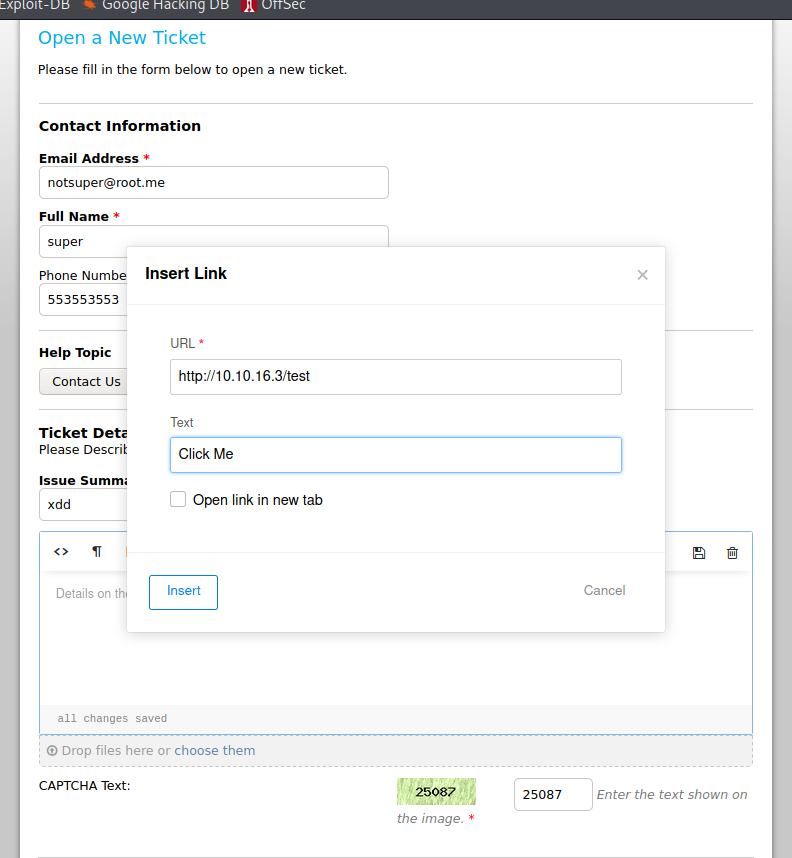 Exploit-DB Google Hacking DB OffSec
Open a New Ticket
Please fill in the form below to open a new ticket.
Contact Information
Email Address *
notsuper@root.me
Full Name *
super
Phone Numbe
553553553
Help Topic
Contact Us
Ticket Deta
Please Describ
Issue Summa
xdd
Insert Link ×
URL *
http://10.10.16.3/test
Text
Click Me
Open link in new tab
Insert Cancel
<> ¶
Details on the
all changes saved
Drop files here or choose them
CAPTCHA Text: 25087 25087 Enter the text shown on
the image. *